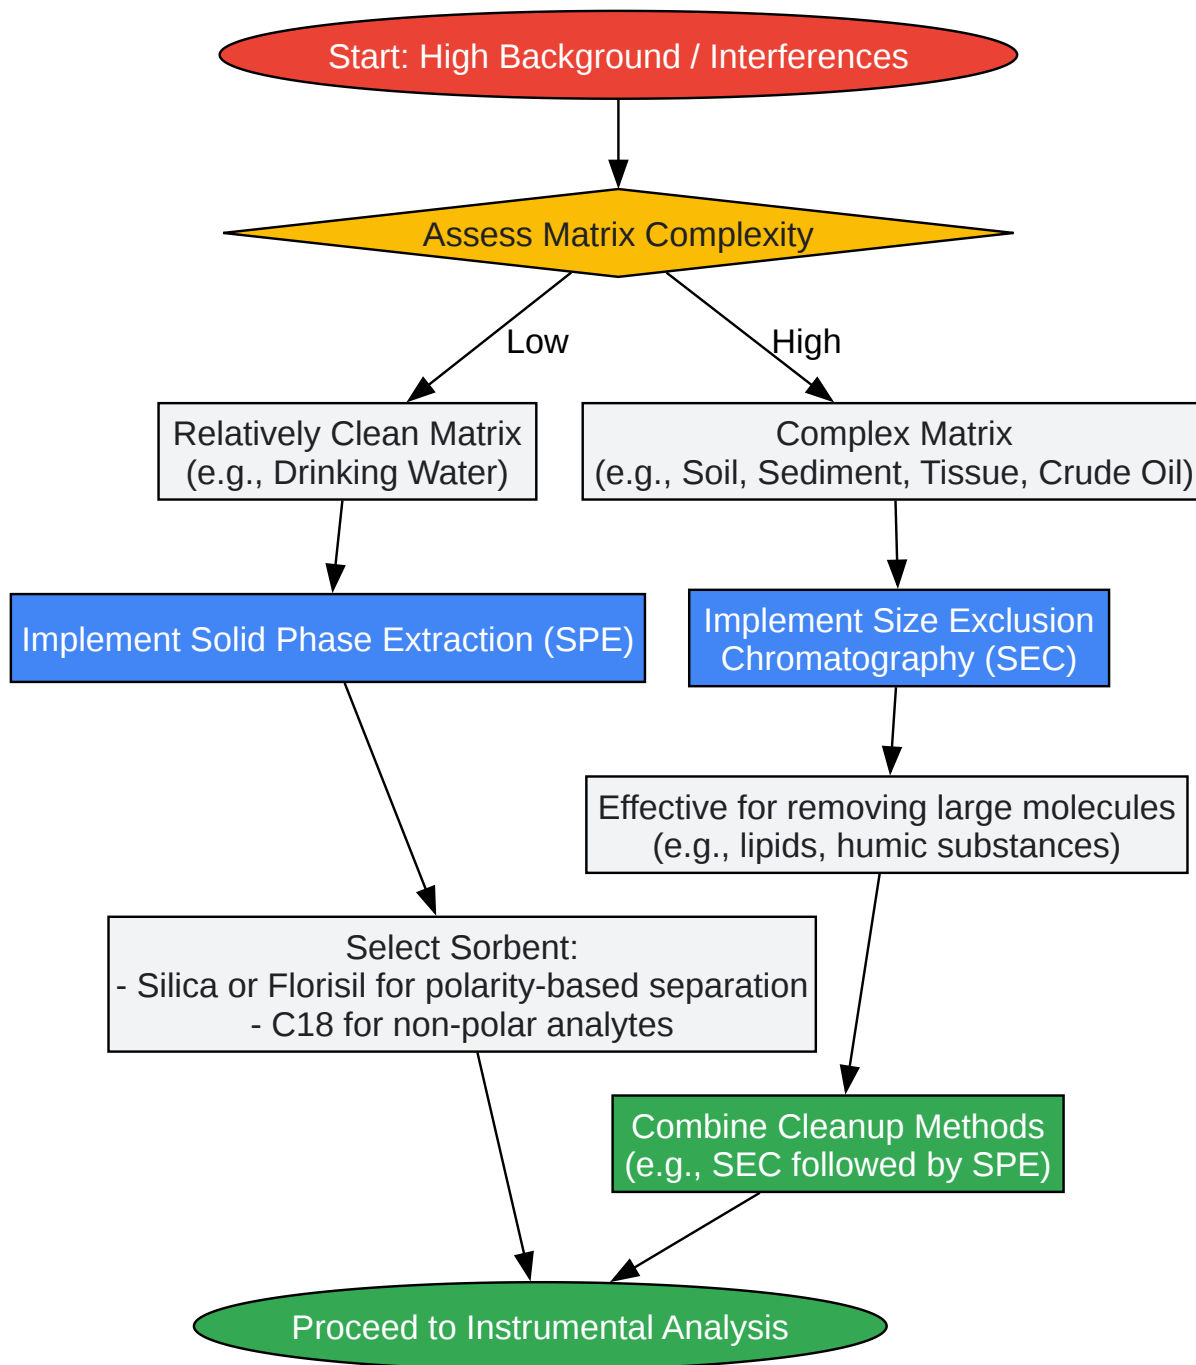 Start: High Background / Interferences
Assess Matrix Complexity
Low
High
Relatively Clean Matrix
(e.g., Drinking Water)
Complex Matrix
(e.g., Soil, Sediment, Tissue, Crude Oil)
Implement Solid Phase Extraction (SPE)
Implement Size Exclusion
Chromatography (SEC)
Effective for removing large molecules
(e.g., lipids, humic substances)
Select Sorbent:
- Silica or Florisil for polarity-based separation
- C18 for non-polar analytes
Combine Cleanup Methods
(e.g., SEC followed by SPE)
Proceed to Instrumental Analysis